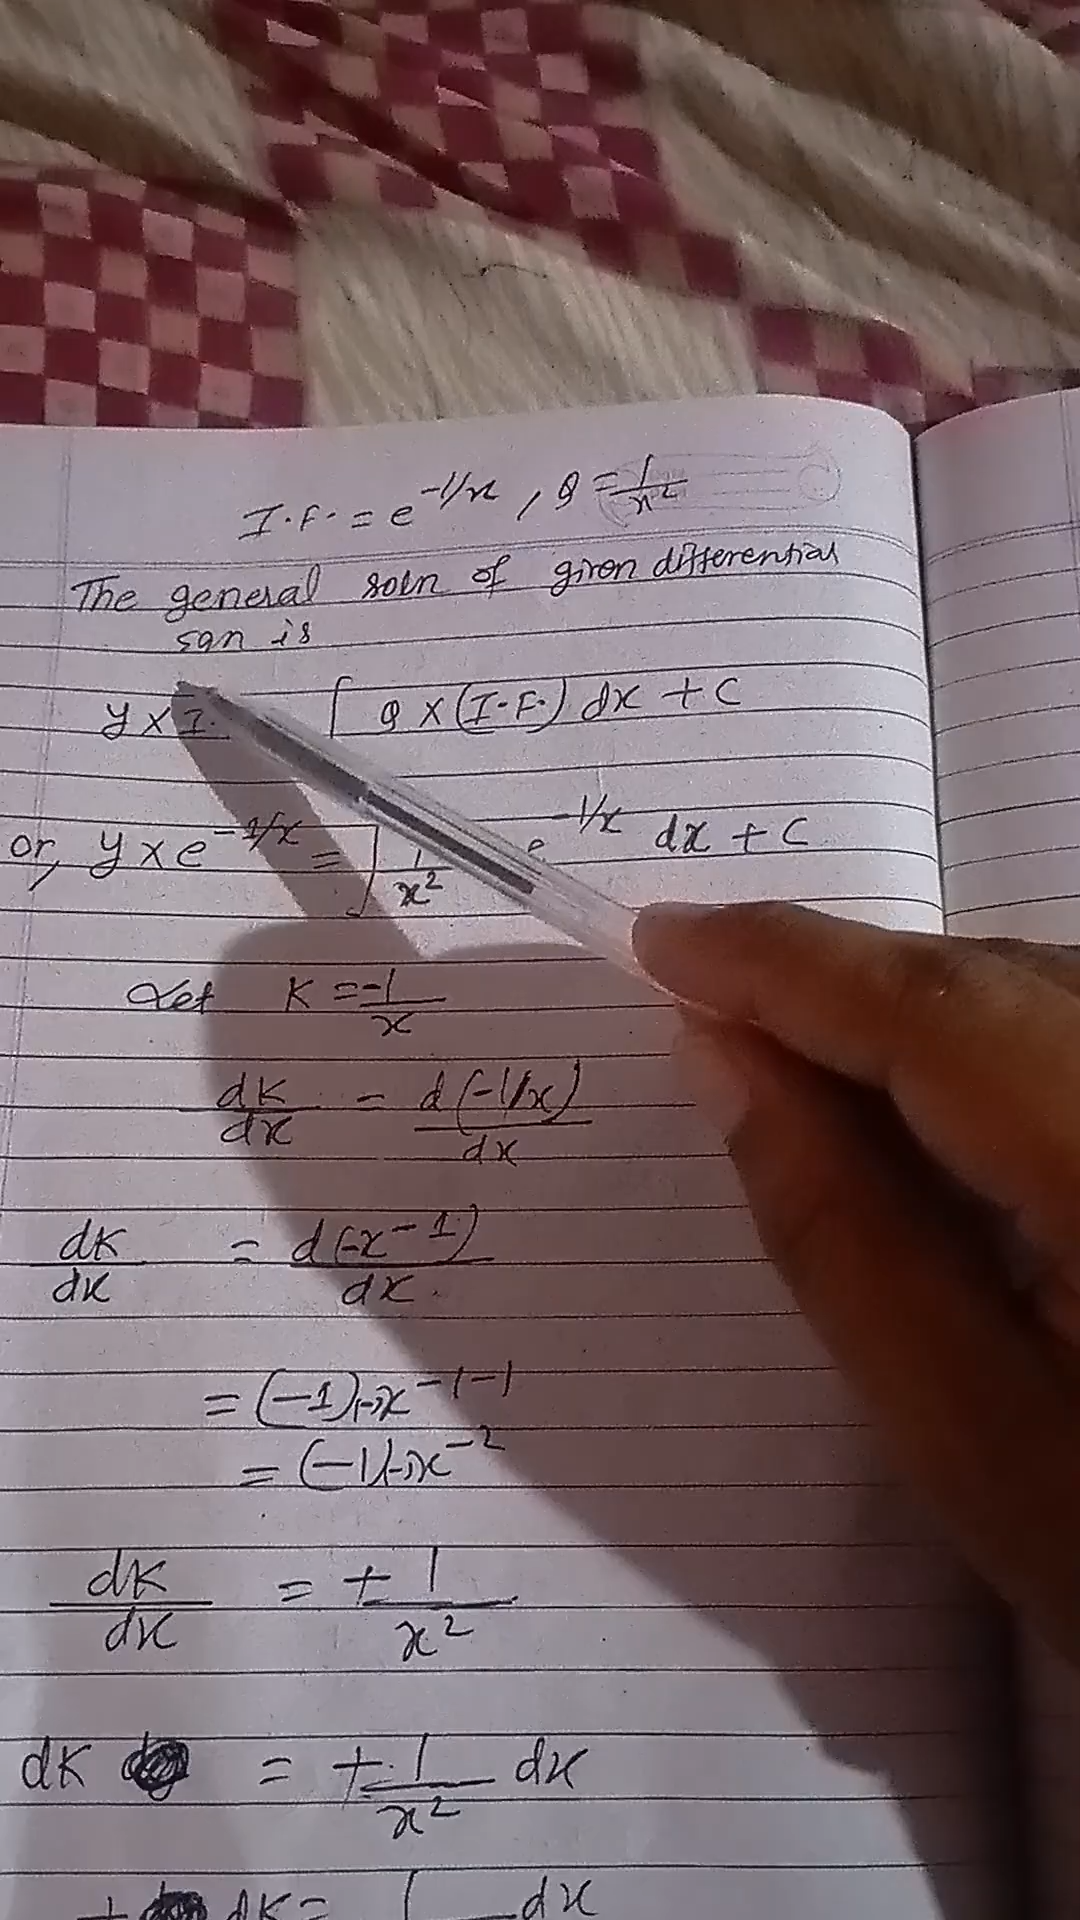 I.F. = e^{-1/x}, Q = 1/x²
The general soln of given differential
eqn is
y × I. ∫ Q × (I.F.) dx + C
or, y × e^{-1/x} = ∫ 1/x² e^{-1/x} dx + C
Let K = -1/x
dK/dx = d(-1/x)/dx
dK/dx = d(-x^{-1})/dx
= (-1)(-)x^{-1-1}
= (-1)(-)x^{-2}
dK/dx = + 1/x²
dK = + 1/x² dx
+ dK = ∫ dx